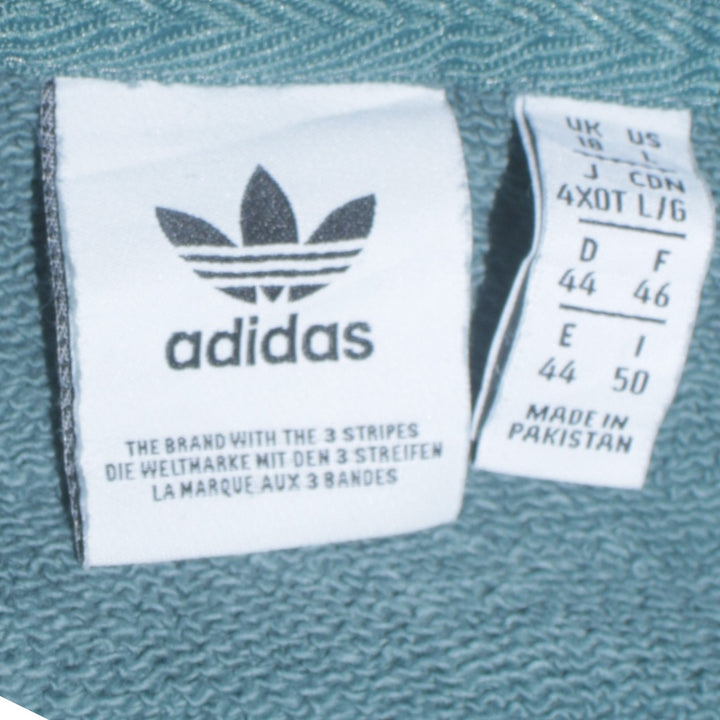 adidas
THE BRAND WITH THE 3 STRIPES
DIE WELTMARKE MIT DEN 3 STREIFEN
LA MARQUE AUX 3 BANDES
UK US
18 L
J CDN
4XOT L/G
D F
44 46
E I
44 50
MADE IN
PAKISTAN